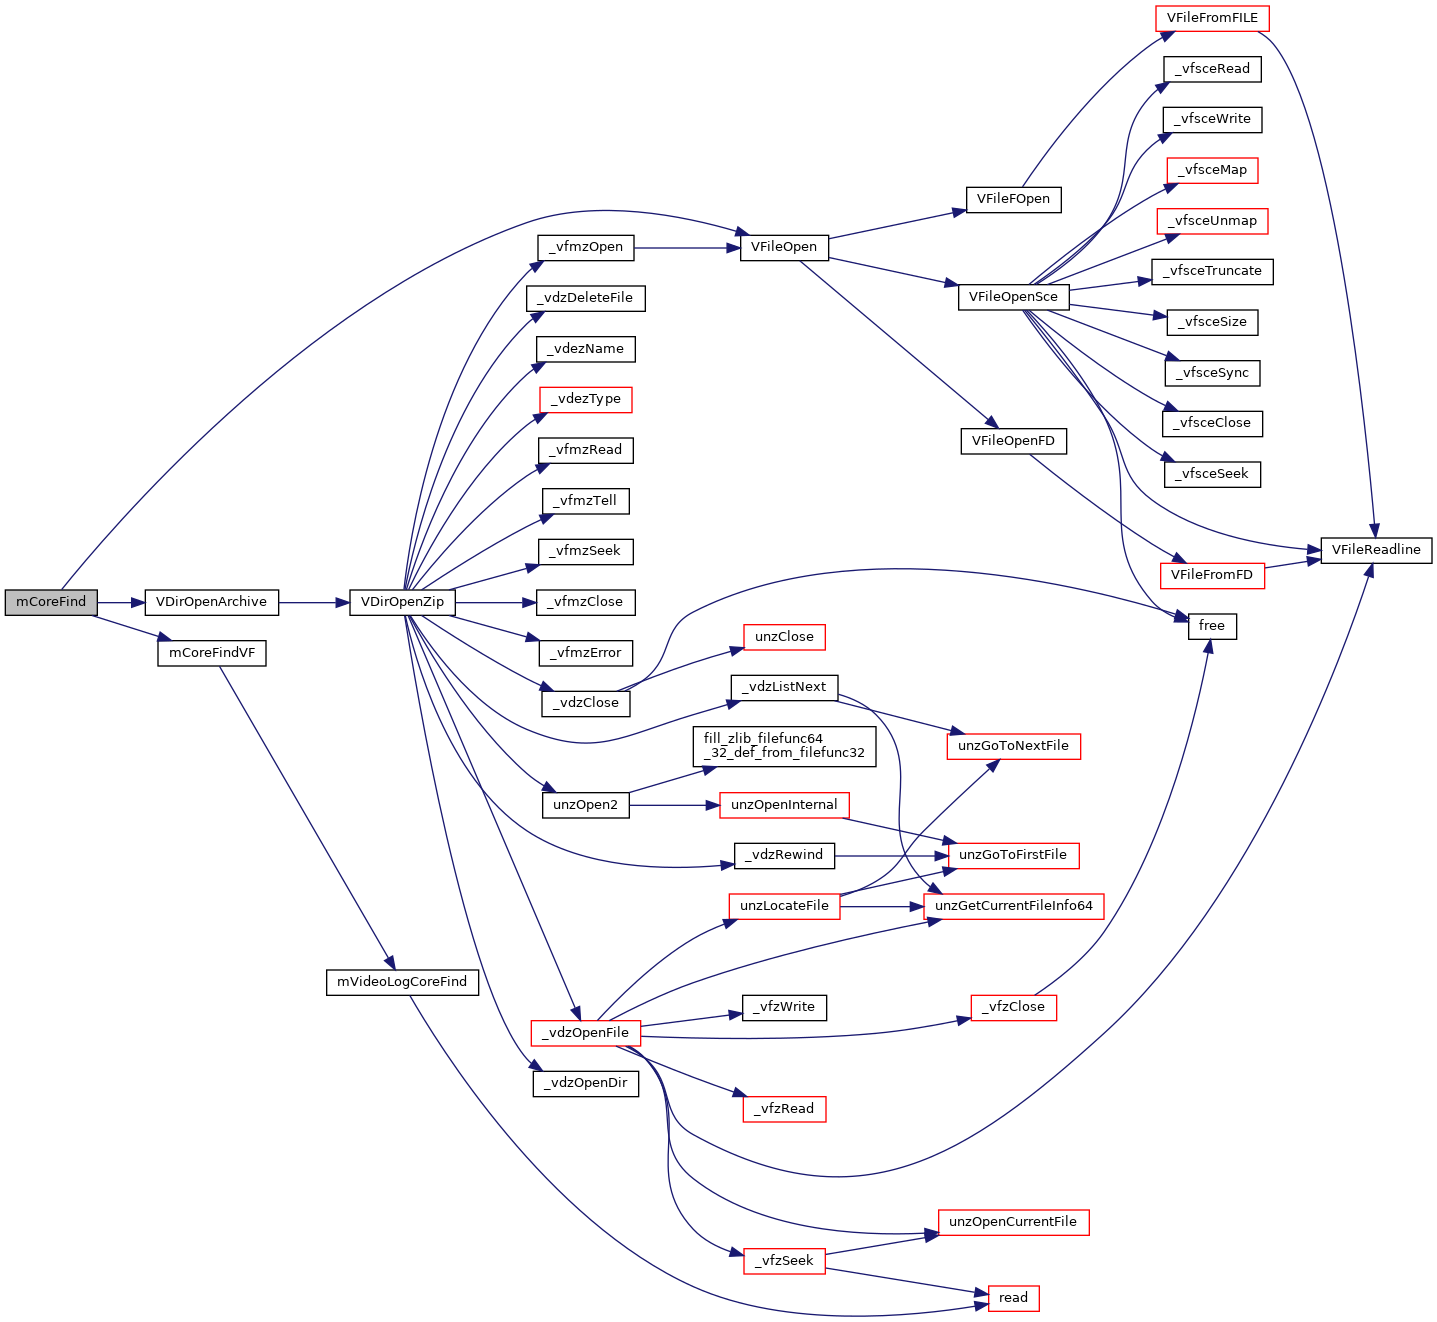 VFileFromFILE
_vfsceRead
_vfsceWrite
_vfsceMap
VFileFOpen
_vfsceUnmap
_vfmzOpen
VFileOpen
_vfsceTruncate
_vdzDeleteFile
VFileOpenSce
_vfsceSize
_vdezName
_vfsceSync
_vdezType
_vfsceClose
_vfmzRead
VFileOpenFD
_vfsceSeek
_vfmzTell
_vfmzSeek
VFileReadline
VFileFromFD
mCoreFind
VDirOpenArchive
VDirOpenZip
_vfmzClose
free
unzClose
mCoreFindVF
_vfmzError
_vdzListNext
_vdzClose
fill_zlib_filefunc64
_32_def_from_filefunc32
unzGoToNextFile
unzOpen2
unzOpenInternal
_vdzRewind
unzGoToFirstFile
unzLocateFile
unzGetCurrentFileInfo64
mVideoLogCoreFind
_vfzWrite
_vfzClose
_vdzOpenFile
_vdzOpenDir
_vfzRead
unzOpenCurrentFile
_vfzSeek
read